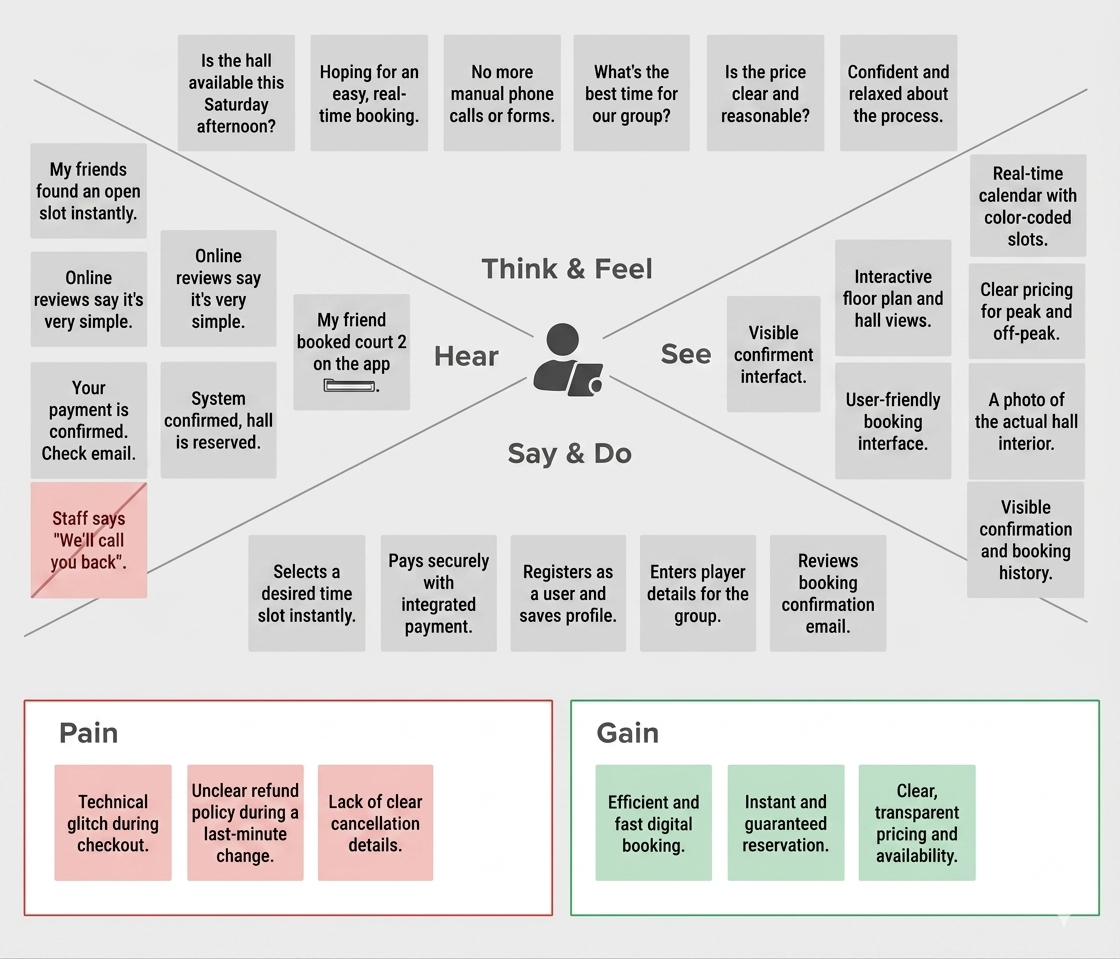 Is the hall
available this
Saturday
afternoon?
Hoping for an
easy, real-
time booking.
No more
manual phone
calls or forms.
What's the
best time for
our group?
Is the price
clear and
reasonable?
Confident and
relaxed about
the process.
Think & Feel
My friends
found an open
slot instantly.
Online
reviews say it's
very simple.
Online
reviews say
it's very
simple.
My friend
booked court 2
on the app
.
Your
payment is
confirmed.
Check email.
System
confirmed, hall
is reserved.
Staff says
"We'll call
you back".
Hear
See
Visible
confirment
interfact.
Interactive
floor plan and
hall views.
User-friendly
booking
interface.
Real-time
calendar with
color-coded
slots.
Clear pricing
for peak and
off-peak.
A photo of
the actual hall
interior.
Visible
confirmation
and booking
history.
Say & Do
Selects a
desired time
slot instantly.
Pays securely
with
integrated
payment.
Registers as
a user and
saves profile.
Enters player
details for the
group.
Reviews
booking
confirmation
email.
Pain
Technical
glitch during
checkout.
Unclear refund
policy during a
last-minute
change.
Lack of clear
cancellation
details.
Gain
Efficient and
fast digital
booking.
Instant and
guaranteed
reservation.
Clear,
transparent
pricing and
availability.